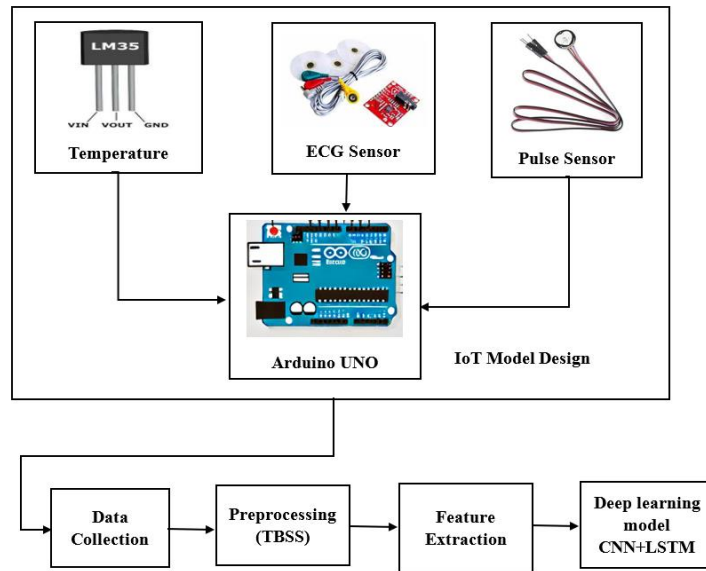 LM35
VIN VOUT GND
Temperature
ECG Sensor
Pulse Sensor
Arduino UNO
IoT Model Design
Data
Collection
Preprocessing
(TBSS)
Feature
Extraction
Deep learning
model
CNN+LSTM